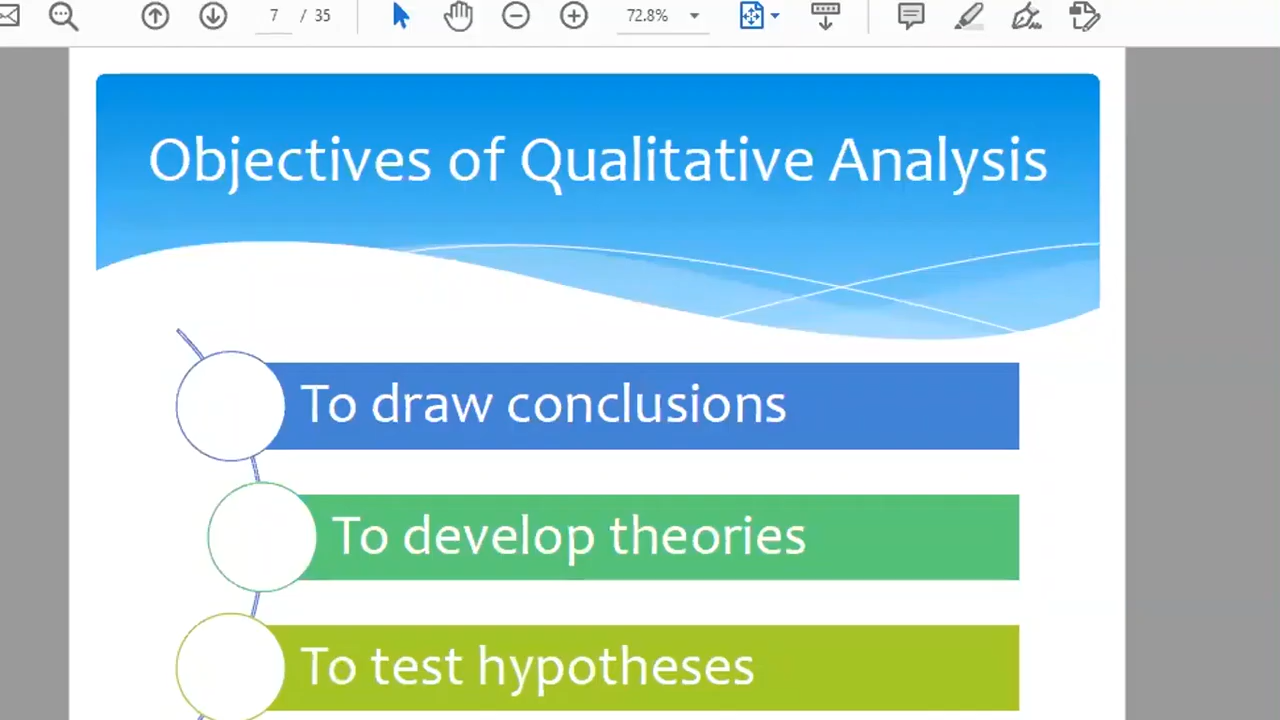 7 / 35 72.8%
Objectives of Qualitative Analysis
To draw conclusions
To develop theories
To test hypotheses